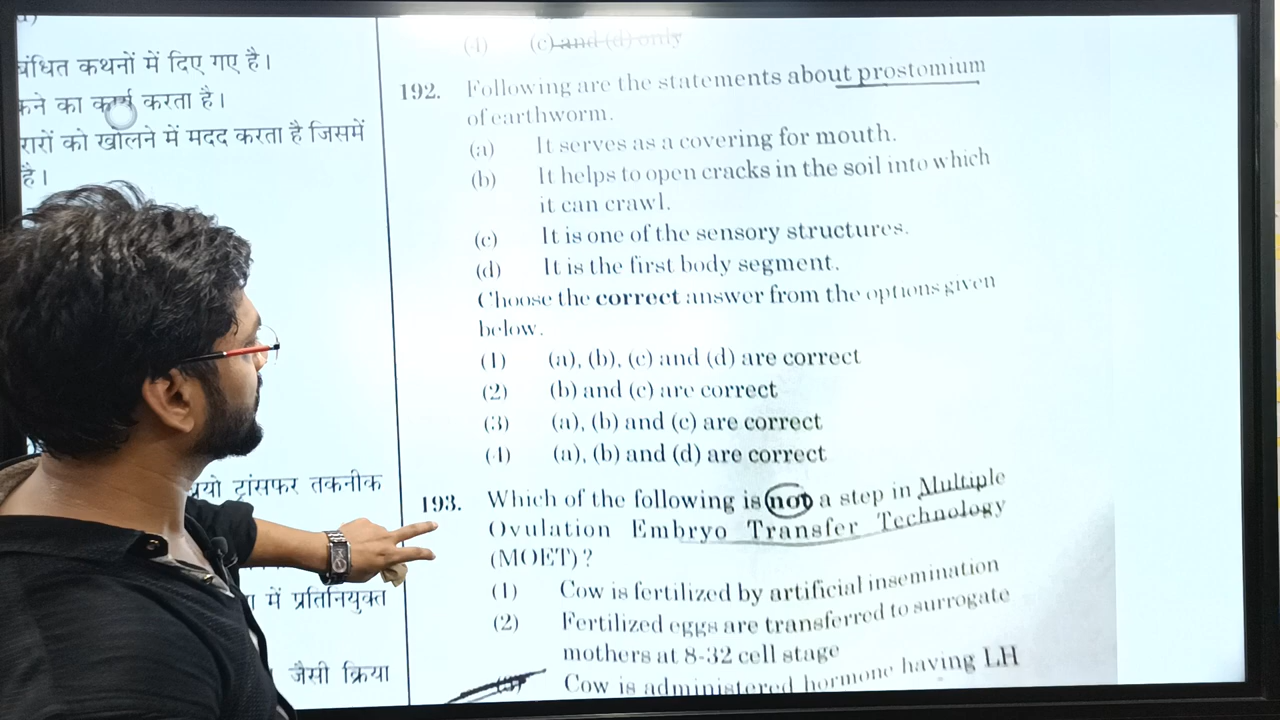 बंधित कथनों में दिए गए है।
कने का कार्य करता है।
रारों को खोलने में मदद करता है जिसमें
है।
ट्रांसफर तकनीक
में प्रतिनियुक्त
जैसी क्रिया
(4) (c) and (d) only
192. Following are the statements about prostomium
of earthworm.
(a) It serves as a covering for mouth.
(b) It helps to open cracks in the soil into which
it can crawl.
(c) It is one of the sensory structures.
(d) It is the first body segment.
Choose the correct answer from the options given
below.
(1) (a), (b), (c) and (d) are correct
(2) (b) and (c) are correct
(3) (a), (b) and (c) are correct
(4) (a), (b) and (d) are correct
193. Which of the following is not a step in Multiple
Ovulation Embryo Transfer Technology
(MOET) ?
(1) Cow is fertilized by artificial insemination
(2) Fertilized eggs are transferred to surrogate
mothers at 8-32 cell stage
(3) Cow is administered hormone having LH